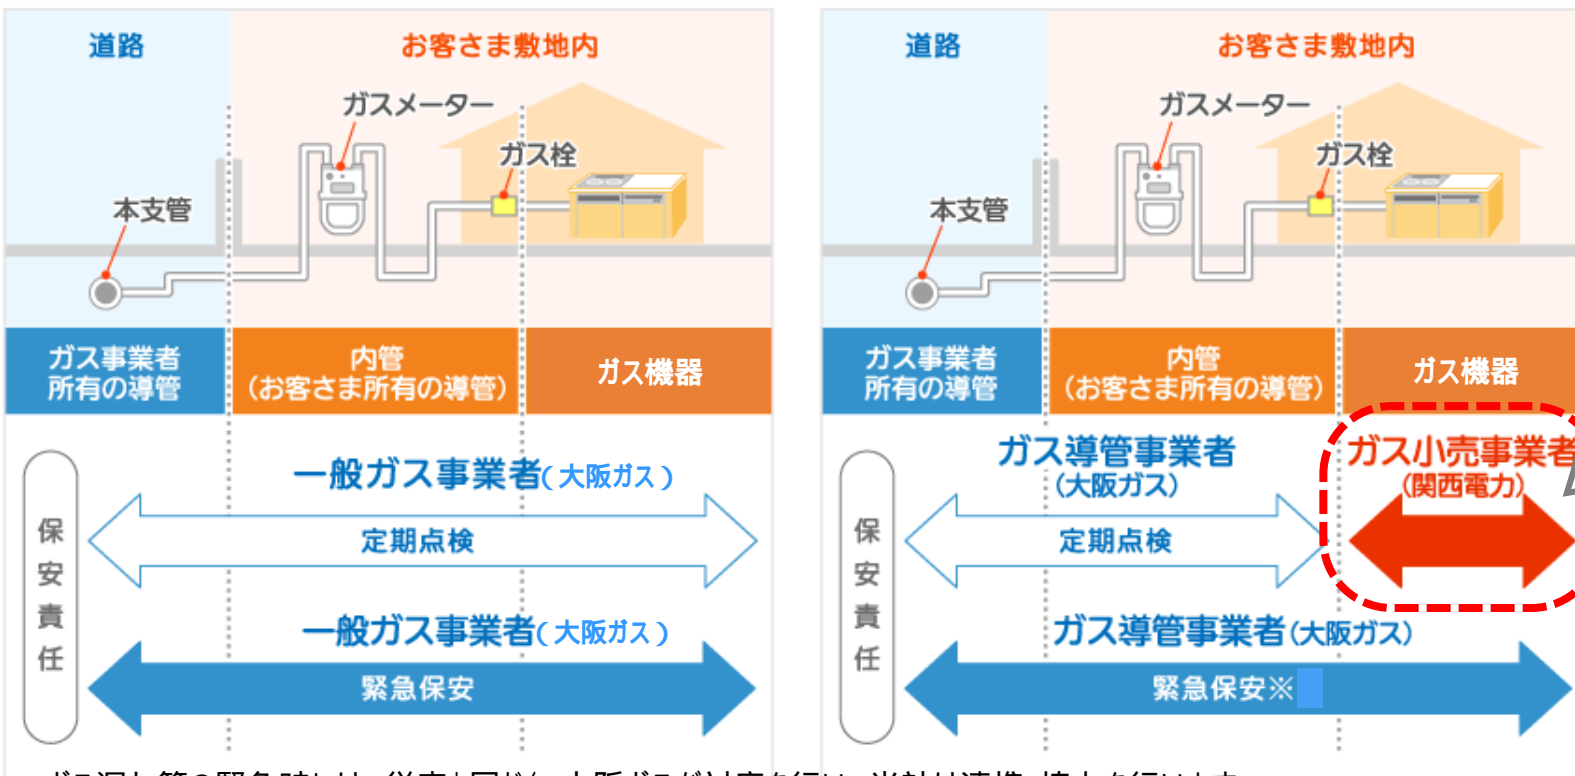 道路
お客さま敷地内
ガスメーター
ガス栓
本支管
ガス事業者
所有の導管
内管
(お客さま所有の導管)
ガス機器
保安責任
一般ガス事業者(大阪ガス)
定期点検
一般ガス事業者(大阪ガス)
緊急保安
道路
お客さま敷地内
ガスメーター
ガス栓
本支管
ガス事業者
所有の導管
内管
(お客さま所有の導管)
ガス機器
保安責任
ガス導管事業者
(大阪ガス)
定期点検
ガス小売事業者
(関西電力)
ガス導管事業者(大阪ガス)
緊急保安※